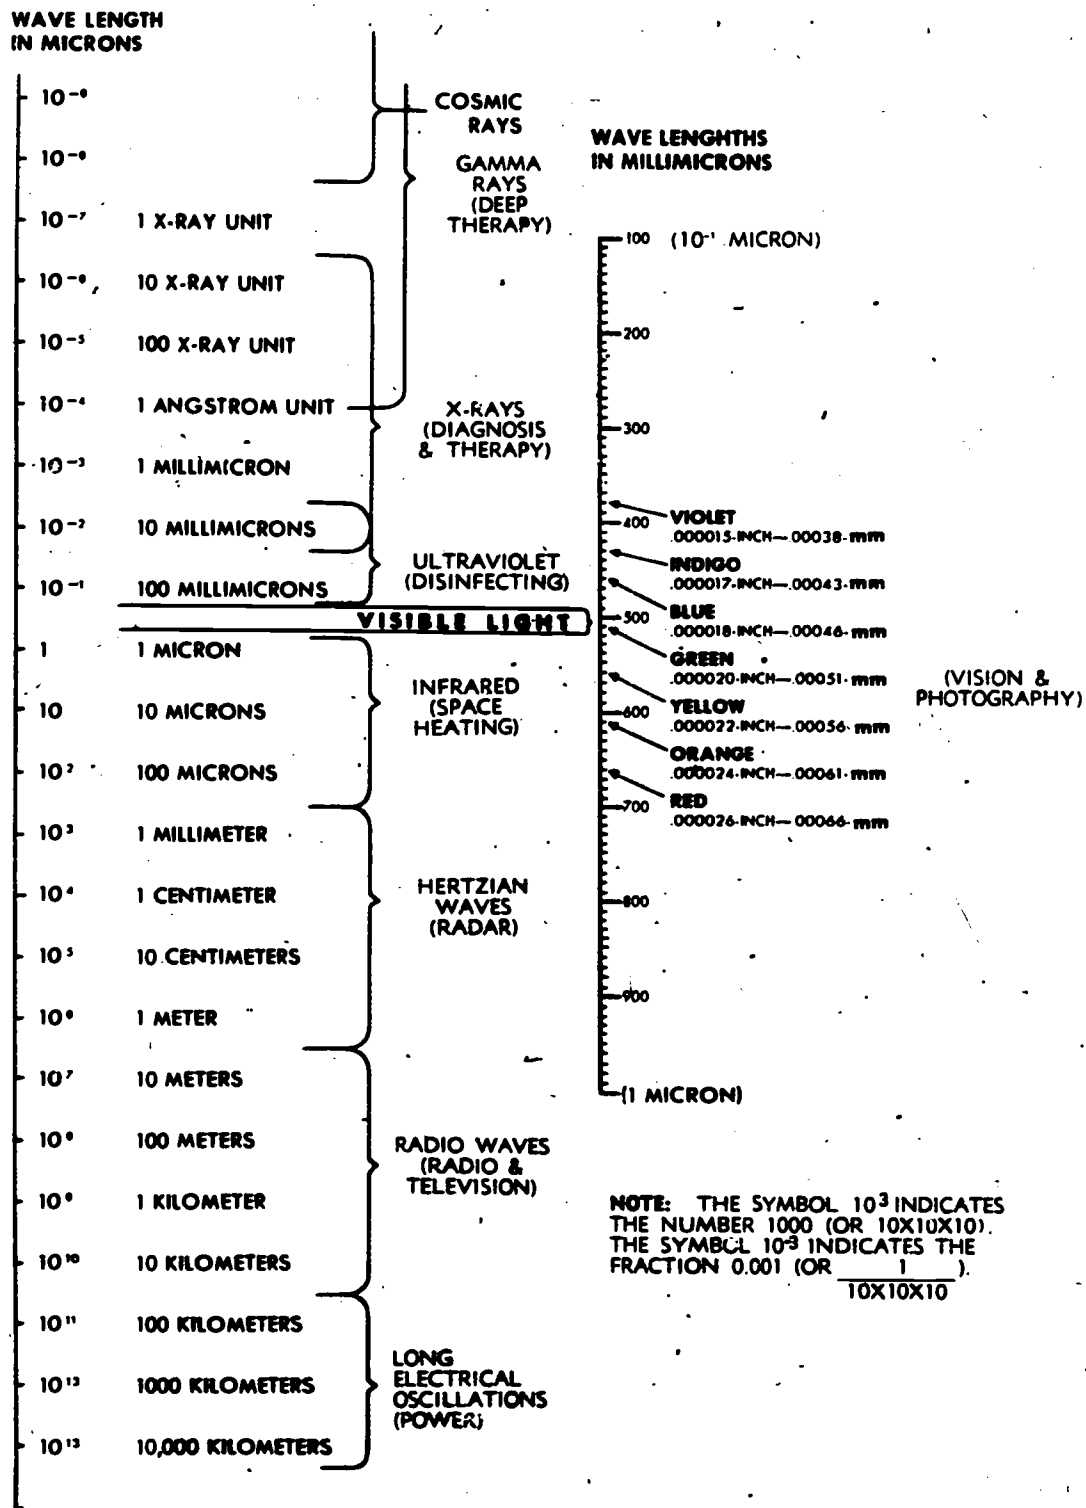 WAVE LENGTH
IN MICRONS
10⁻⁹
10⁻⁸
10⁻⁷ 1 X-RAY UNIT
10⁻⁶ 10 X-RAY UNIT
10⁻⁵ 100 X-RAY UNIT
10⁻⁴ 1 ANGSTROM UNIT
10⁻³ 1 MILLIMICRON
10⁻² 10 MILLIMICRONS
10⁻¹ 100 MILLIMICRONS
VISIBLE LIGHT
1 1 MICRON
10 10 MICRONS
10² 100 MICRONS
10³ 1 MILLIMETER
10⁴ 1 CENTIMETER
10⁵ 10 CENTIMETERS
10⁶ 1 METER
10⁷ 10 METERS
10⁸ 100 METERS
10⁹ 1 KILOMETER
10¹⁰ 10 KILOMETERS
10¹¹ 100 KILOMETERS
10¹³ 1000 KILOMETERS
10¹³ 10,000 KILOMETERS
COSMIC
RAYS
GAMMA
RAYS
(DEEP
THERAPY)
X-RAYS
(DIAGNOSIS
& THERAPY)
ULTRAVIOLET
(DISINFECTING)
INFRARED
(SPACE
HEATING)
HERTZIAN
WAVES
(RADAR)
RADIO WAVES
(RADIO &
TELEVISION)
LONG
ELECTRICAL
OSCILLATIONS
(POWER)
WAVE LENGHTHS
IN MILLIMICRONS
100 (10⁻¹ MICRON)
200
300
400
500
600
700
800
900
(1 MICRON)
VIOLET
.000015-INCH—.00038-mm
INDIGO
.000017-INCH—.00043-mm
BLUE
.000018-INCH—.00046-mm
GREEN
.000020-INCH—.00051-mm
YELLOW
.000022-INCH—.00056-mm
ORANGE
.000024-INCH—.00061-mm
RED
.000026-INCH—.00066-mm
(VISION &
PHOTOGRAPHY)
NOTE: THE SYMBOL 10³ INDICATES
THE NUMBER 1000 (OR 10X10X10).
THE SYMBOL 10⁻³ INDICATES THE
FRACTION 0.001 (OR 1 ).
10X10X10